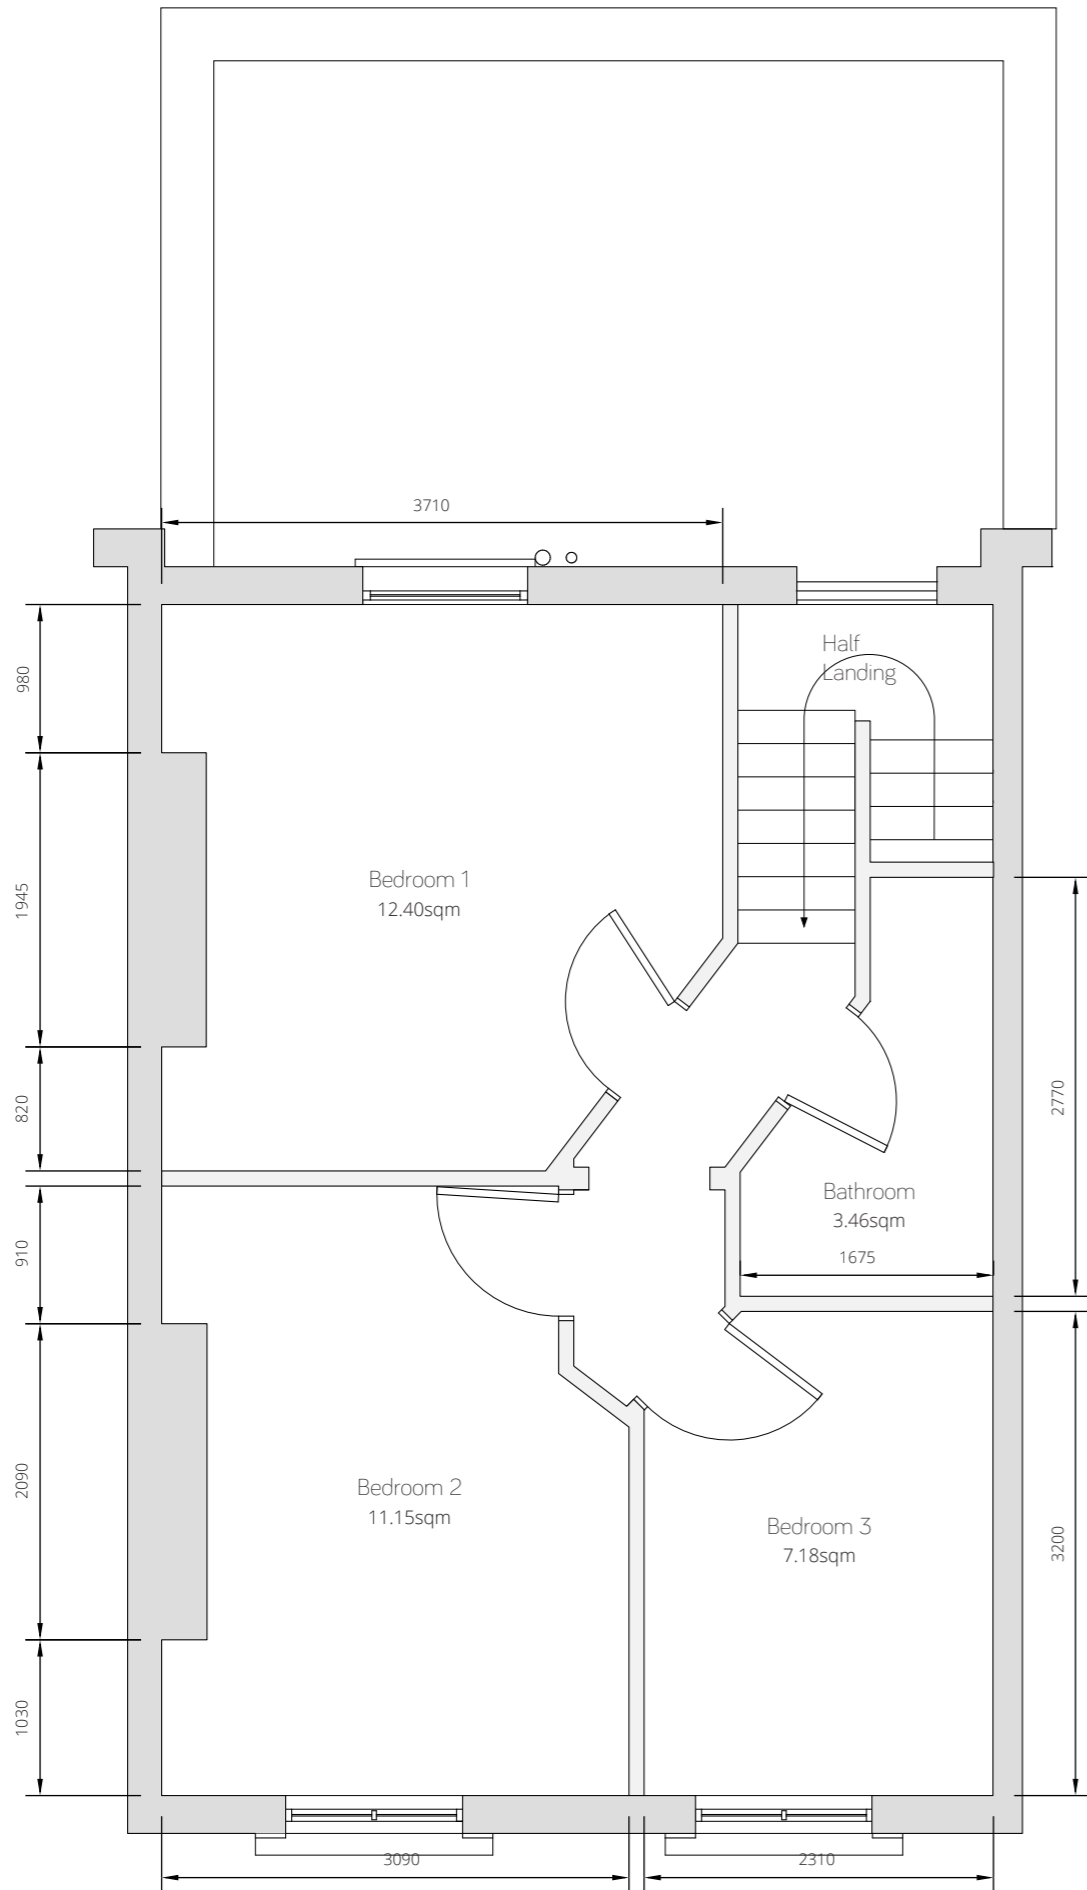 3710
Half
Landing
980
1945
Bedroom 1
12.40sqm
820
2770
Bathroom
3.46sqm
910
1675
2090
Bedroom 2
11.15sqm
Bedroom 3
7.18sqm
3200
1030
3090
2310